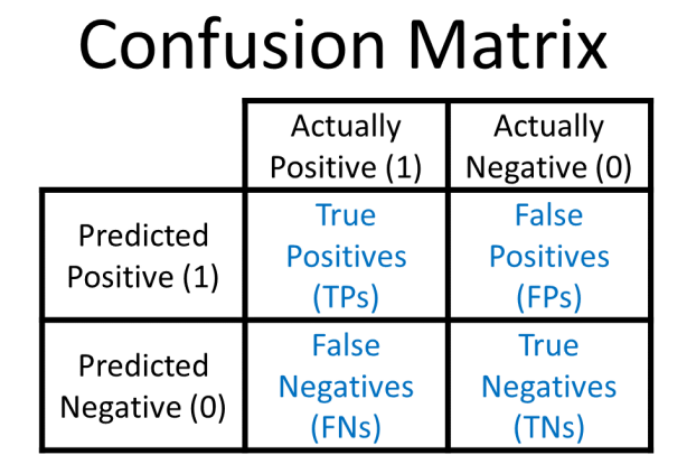 Confusion Matrix
Actually
Positive (1)
Actually
Negative (0)
Predicted
Positive (1)
True
Positives
(TPs)
False
Positives
(FPs)
Predicted
Negative (0)
False
Negatives
(FNs)
True
Negatives
(TNs)